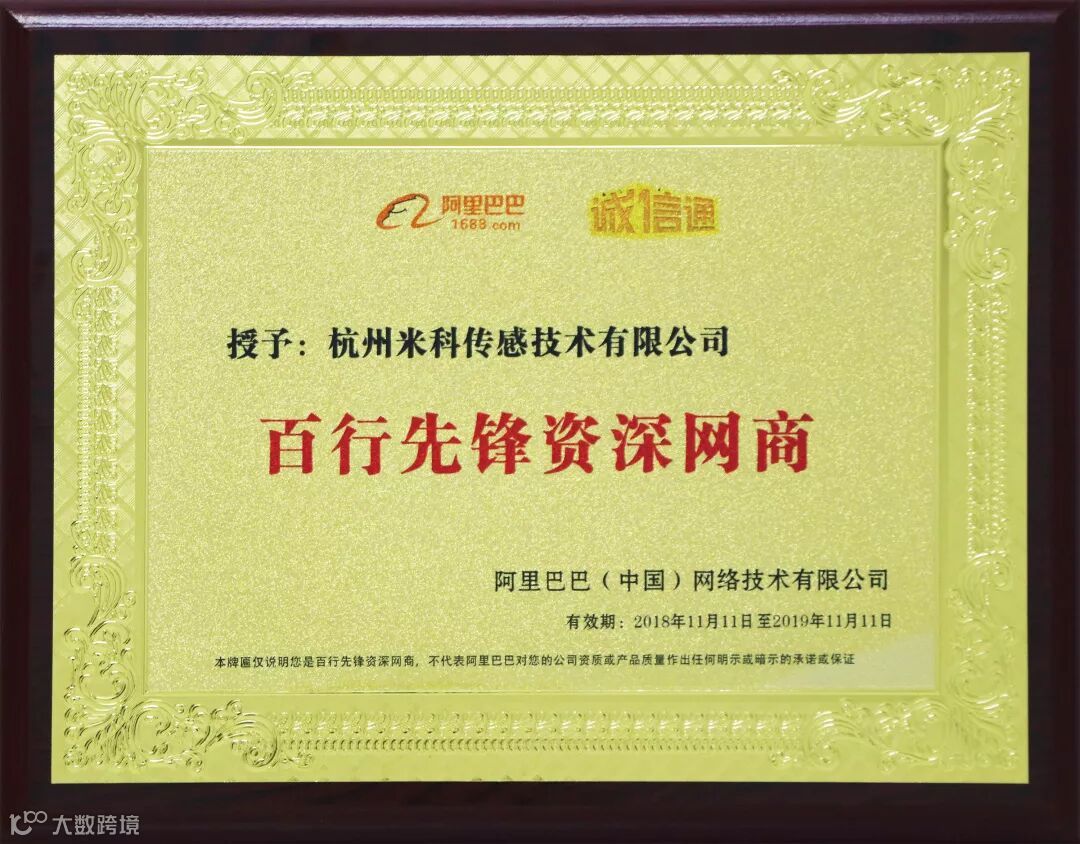 阿里巴巴 诚信通
1688.com
授予：杭州米科传感技术有限公司
百行先锋资深网商
阿里巴巴（中国）网络技术有限公司
有效期：2018年11月11日至2019年11月11日
本牌匾仅说明您是百行先锋资深网商，不代表阿里巴巴对您的公司资质或产品质量作出任何明示或暗示的承诺或保证
大数跨境